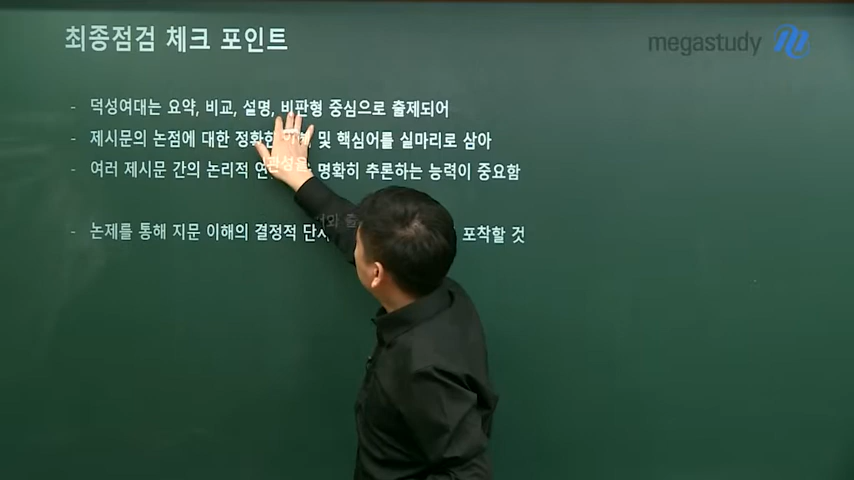 최종점검 체크 포인트
megastudy
- 덕성여대는 요약, 비교, 설명, 비판형 중심으로 출제되어
- 제시문의 논점에 대한 정확한 및 핵심어를 실마리로 삼아
- 여러 제시문 간의 논리적 연관성을 명확히 추론하는 능력이 중요함
- 논제를 통해 지문 이해의 결정적 포착할 것